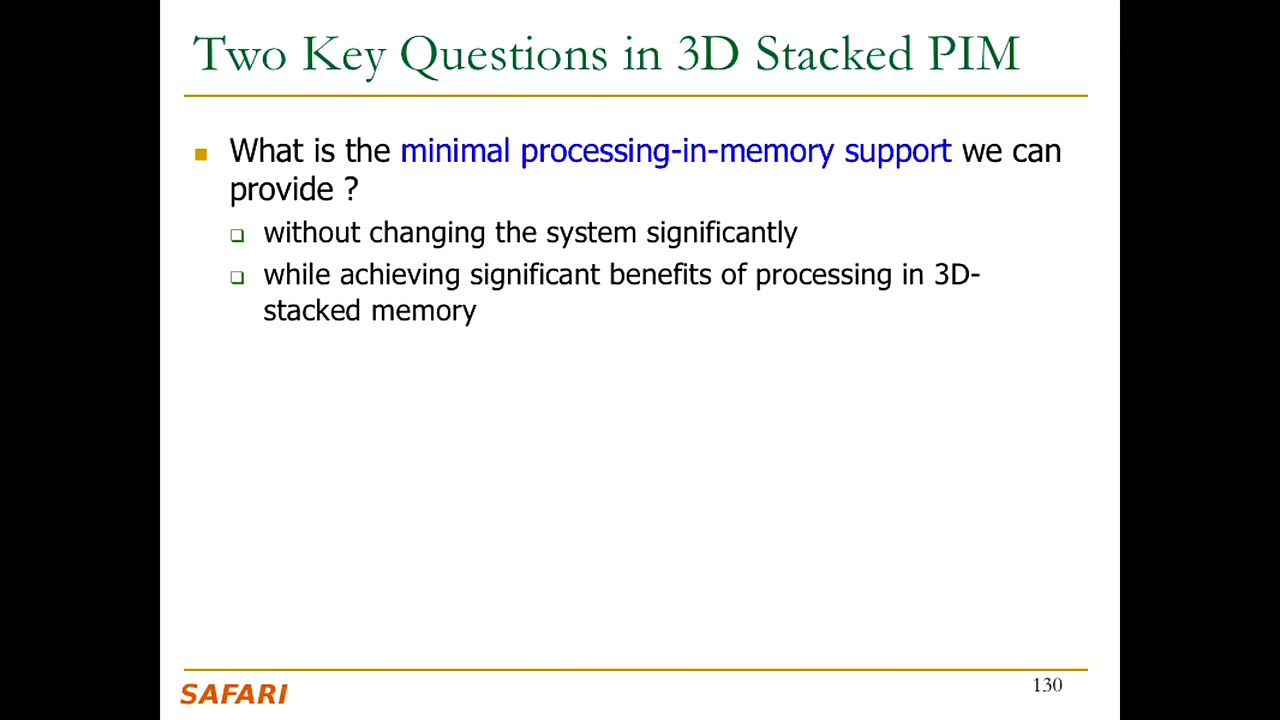 Two Key Questions in 3D Stacked PIM
What is the minimal processing-in-memory support we can
provide ?
without changing the system significantly
while achieving significant benefits of processing in 3D-
stacked memory
SAFARI
130